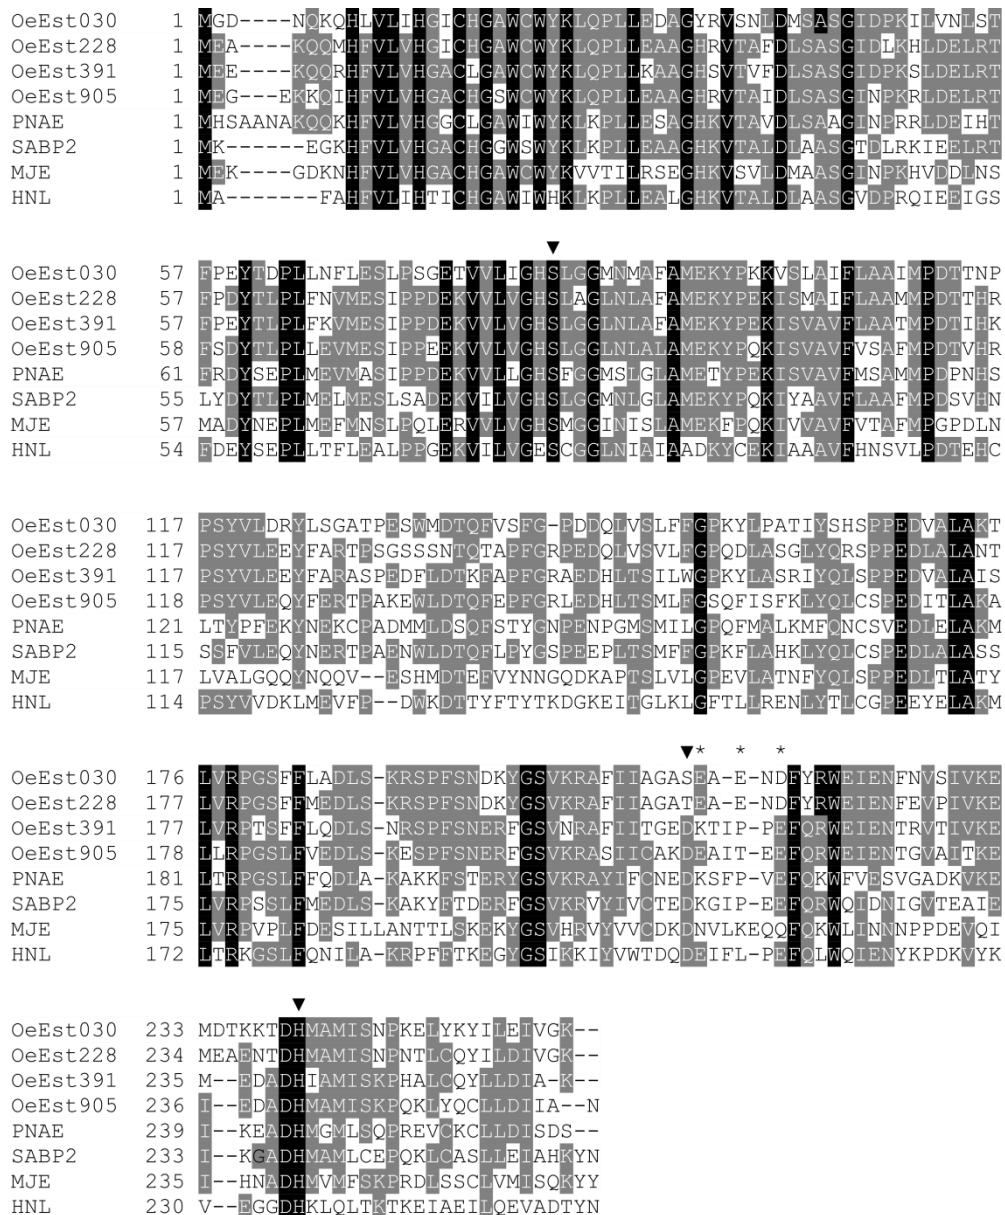 OeEst030 1 MGD----NQKQHLVLIHGICHGAWCWYKLQPLLEDAGYRVSNLDMSASGIDPKILVNLST
OeEst228 1 MEA----KQQMHFVLVHGICHGAWCWYKLQPLLEAAGHRVTAFDLSASGIDLKHLDELRT
OeEst391 1 MEE----KQQRHFVLVHGACLGAWCWYKLQPLLKAAGHSVTVFDLSASGIDPKSLDELRT
OeEst905 1 MEG---EKKQIHFVLVHGACHGSWCWYKLQPLLEAAGHRVTAIDLSASGINPKRLDELRT
PNAE 1 MHSAANAKQQKHFVLVHGGCLGAWIWYKLKPLLESAGHKVTAVDLSAAGINPRRLDEIHT
SABP2 1 MK------EGKHFVLVHGACHGGWSWYKLKPLLEAAGHKVTALDLAASGTDLRKIEELRT
MJE 1 MEK----GDKNHFVLIHTICHGAWCWYKVVTILRSEGHKVSVLDMAASGINPKHVDDLNS
HNL 1 MA-------FAHFVLIHTICHGAWIWHKLKPLLEALGHKVTALDLAASGVDPRQIEEIGS
▼
OeEst030 57 FPEYTDPLLNFLESLPSGETVVLIGHSLGGMNMAFAMEKYPKKVSLAIFLAAIMPDTTNP
OeEst228 57 FPDYTLPLFNVMESIPPDEKVVLVGHSLAGLNLAFAMEKYPEKISMAIFLAAMMPDTTHR
OeEst391 57 FPEYTLPLFKVMESIPPDEKVVLVGHSLGGLNLAFAMEKYPEKISVAVFLAATMPDTIHK
OeEst905 58 FSDYTLPLLEVMESIPPEEKVVLVGHSLGGLNLALAMEKYPQKISVAVFVSAFMPDTVHR
PNAE 61 FRDYSEPLMEVMASIPPDEKVVLLGHSFGGMSLGLAMETYPEKISVAVFMSAMMPDPNHS
SABP2 55 LYDYTLPLMELMESLSADEKVILVGHSLGGMNLGLAMEKYPQKIYAAVFLAAFMPDSVHN
MJE 57 MADYNEPLMEFMNSLPQLERVVLVGHSMGGINISLAMEKFPQKIVVAVFVTAFMPGPDLN
HNL 54 FDEYSEPLLTFLEALPPGEKVILVGESCGGLNIAIAADKYCEKIAAAVFHNSVLPDTEHC
OeEst030 117 PSYVLDRYLSGATPESWMDTQFVSFG-PDDQLVSLFFGPKYLPATIYSHSPPEDVALAKT
OeEst228 117 PSYVLEEYFARTPSGSSSNTQTAPFGRPEDQLVSVLFGPQDLASGLYQRSPPEDLALANT
OeEst391 117 PSYVLEEYFARASPEDFLDTKFAPFGRAEDHLTSILWGPKYLASRIYQLSPPEDVALAIS
OeEst905 118 PSYVLEQYFERTPAKEWLDTQFEPFGRLEDHLTSMLFGSQFISFKLYQLCSPEDITLAKA
PNAE 121 LTYPFEKYNEKCPADMMLDSQFSTYGNPENPGMSMILGPQFMALKMFQNCSVEDLELAKM
SABP2 115 SSFVLEQYNERTPAENWLDTQFLPYGSPEEPLTSMFFGPKFLAHKLYQLCSPEDLALASS
MJE 117 LVALGQQYNQQV--ESHMDTEFVYNNGQDKAPTSLVLGPEVLATNFYQLSPPEDLTLATY
HNL 114 PSYVVDKLMEVFP--DWKDTTYFTYTKDGKEITGLKLGFTLLRENLYTLCGPEEYELAKM
▼* * *
OeEst030 176 LVRPGSFFLADLS-KRSPFSNDKYGSVKRAFIIAGASEA-E-NDFYRWEIENFNVSIVKE
OeEst228 177 LVRPGSFFMEDLS-KRSPFSNDKYGSVKRAFIIAGATEA-E-NDFYRWEIENFEVPIVKE
OeEst391 177 LVRPTSFFLQDLS-NRSPFSNERFGSVNRAFIITGEDKTIP-PEFQRWEIENTRVTIVKE
OeEst905 178 LLRPGSLFVEDLS-KESPFSNERFGSVKRASIICAKDEAIT-EEFQRWEIENTGVAITKE
PNAE 181 LTRPGSLFFQDLA-KAKKFSTERYGSVKRAYIFCNEDKSFP-VEFQKWFVESVGADKVKE
SABP2 175 LVRPSSLFMEDLS-KAKYFTDERFGSVKRVYIVCTEDKGIP-EEFQRWQIDNIGVTEAIE
MJE 175 LVRPVPLFDESILLANTTLSKEKYGSVHRVYVVCDKDNVLKEQQFQKWLINNNPPDEVQI
HNL 172 LTRKGSLFQNILA-KRPFFTKEGYGSIKKIYVWTDQDEIFL-PEFQLWQIENYKPDKVYK
▼
OeEst030 233 MDTKKTDHMAMISNPKELYKYILEIVGK--
OeEst228 234 MEAENTDHMAMISNPNTLCQYILDIVGK--
OeEst391 235 M--EDADHIAMISKPHALCQYLLDIA-K--
OeEst905 236 I--EDADHMAMISKPQKLYQCLLDIIA--N
PNAE 239 I--KEADHMGMLSQPREVCKCLLDISDS--
SABP2 233 I--KGADHMAMLCEPQKLCASLLEIAHKYN
MJE 235 I--HNADHMVMFSKPRDLSSCLVMISQKYY
HNL 230 V--EGGDHKLQLTKTKEIAEILQEVADTYN